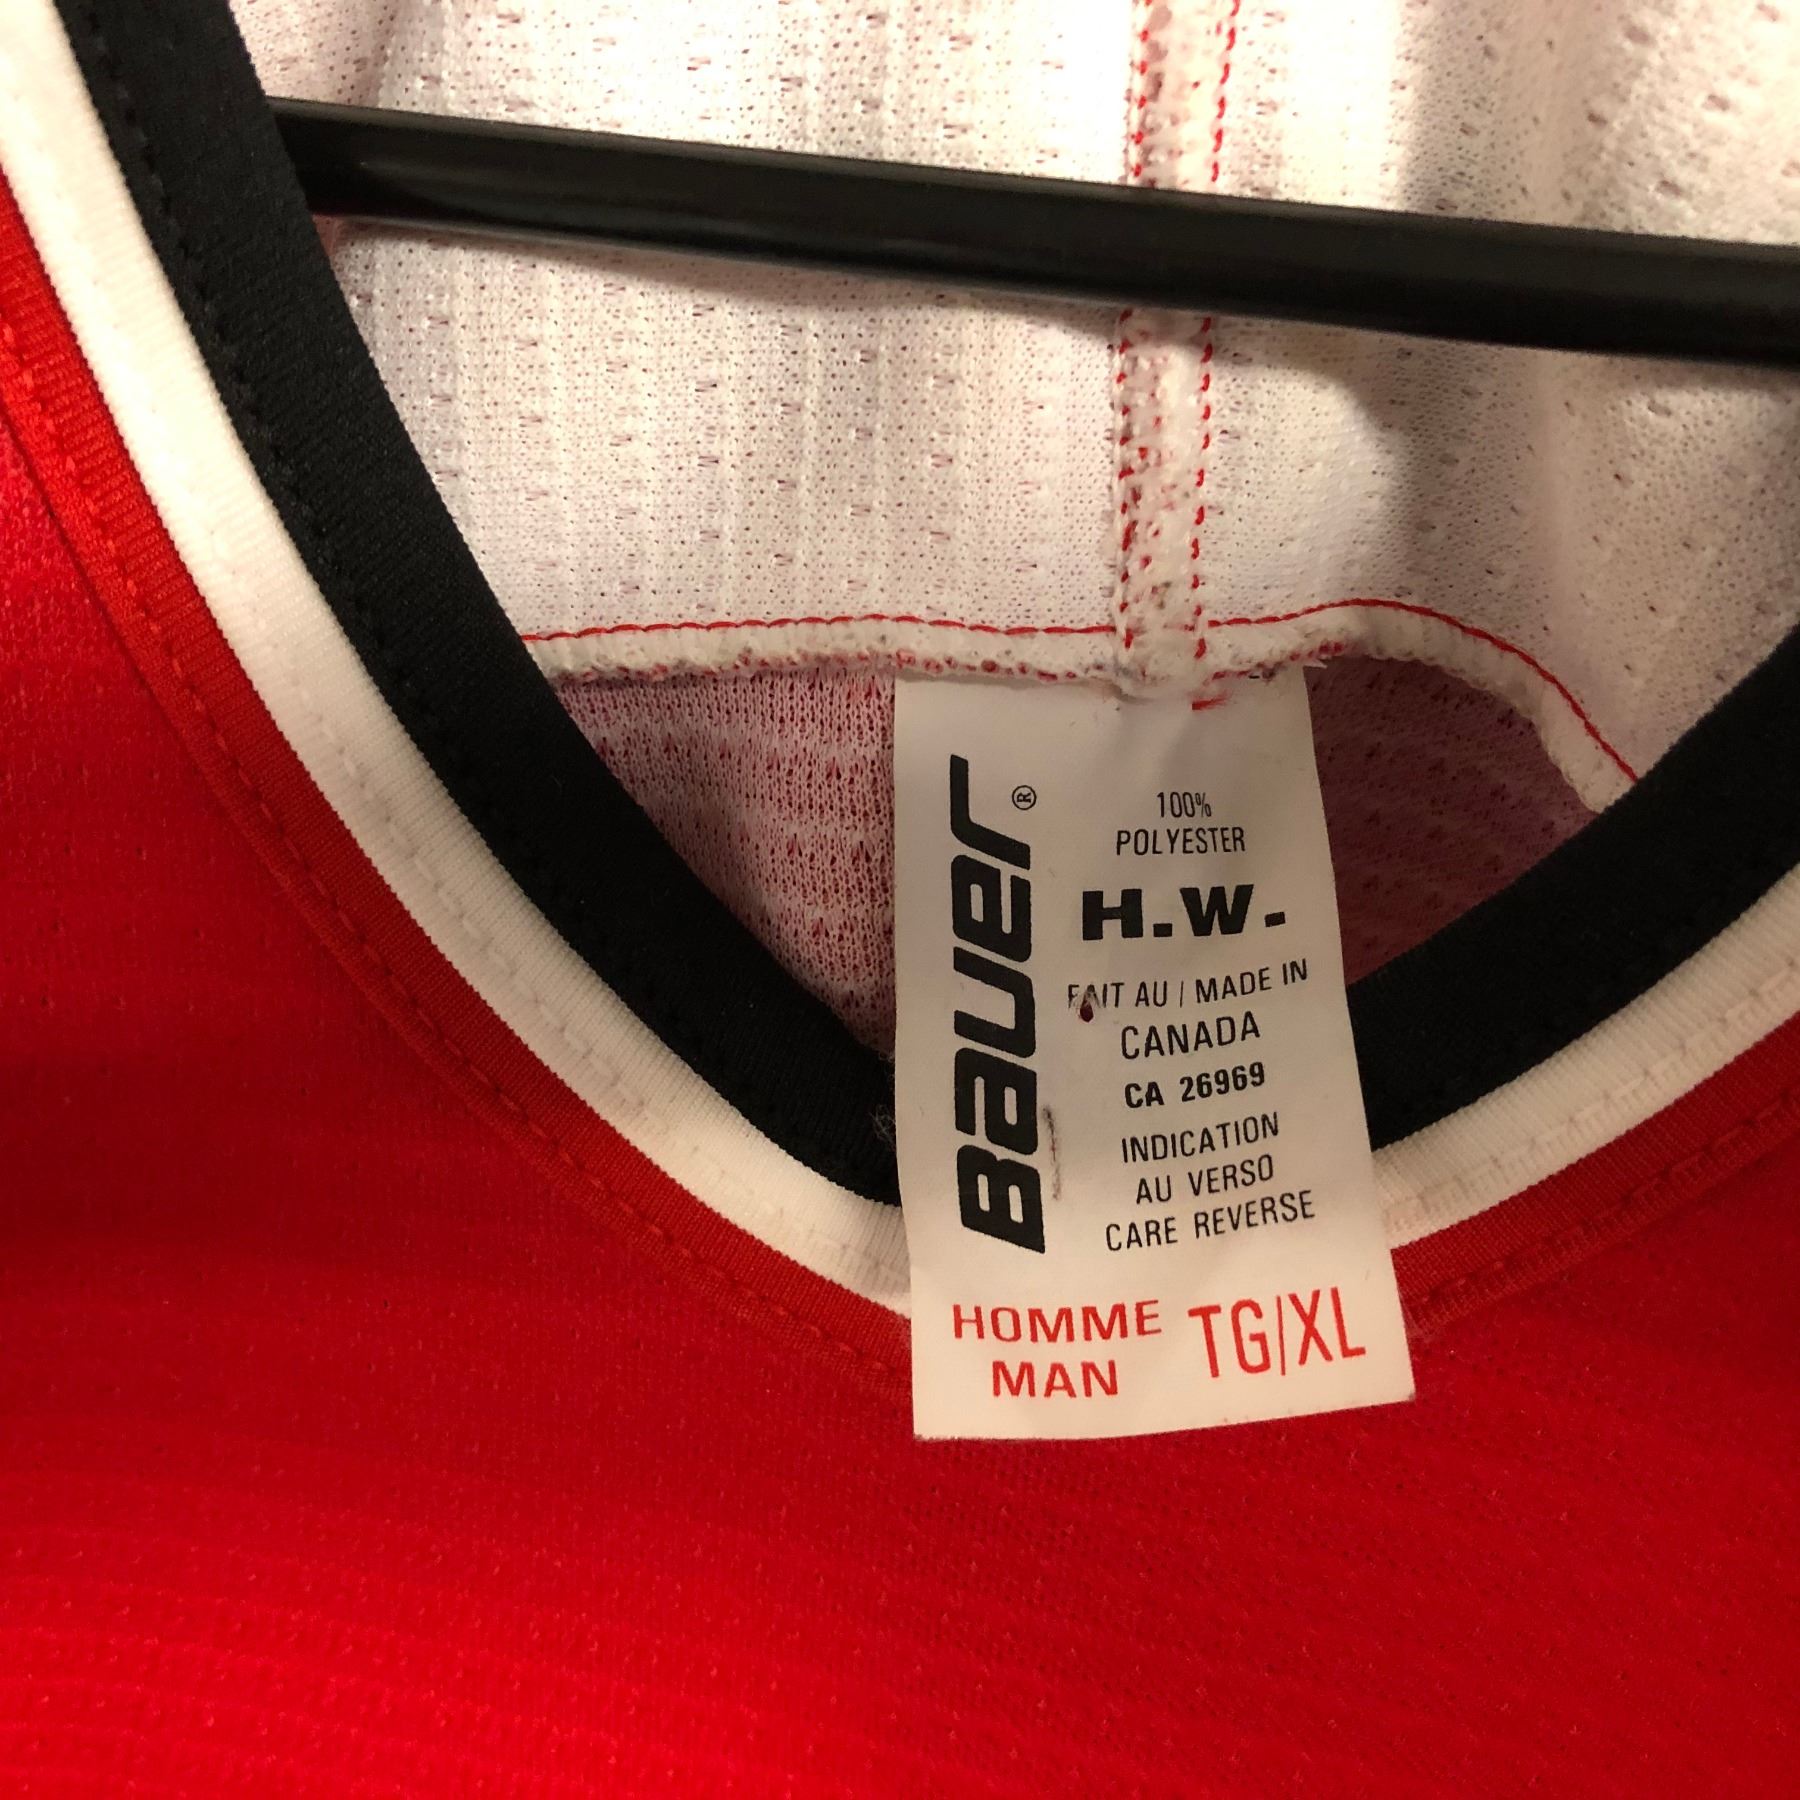 Bauer®
100%
POLYESTER
H.W.
FAIT AU / MADE IN
CANADA
CA 26969
INDICATION
AU VERSO
CARE REVERSE
HOMME
MAN
TG/XL